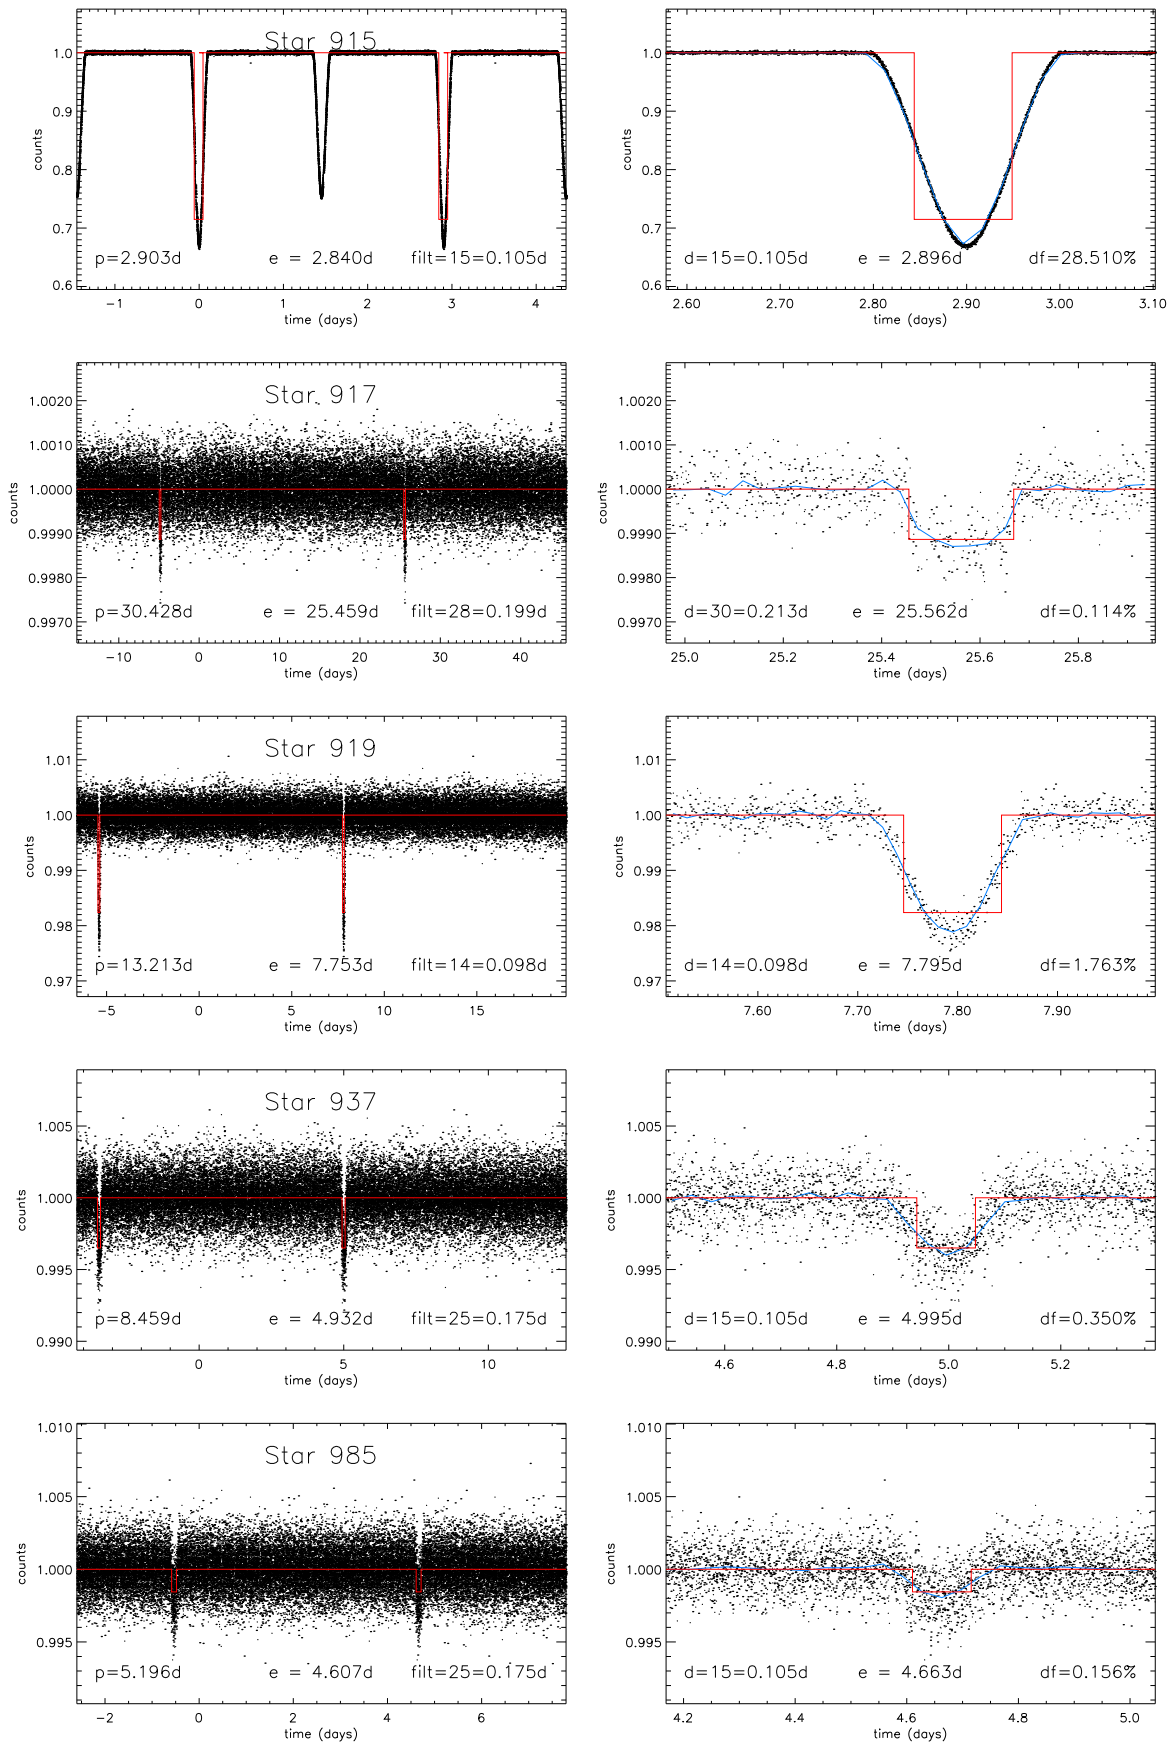 Star 915
counts
1.0
0.9
0.8
0.7
0.6
p=2.903d e = 2.840d filt=15=0.105d
-1 0 1 2 3 4
time (days)
counts
1.0
0.9
0.8
0.7
0.6
d=15=0.105d e = 2.896d df=28.510%
2.60 2.70 2.80 2.90 3.00 3.10
time (days)
Star 917
counts
1.0020
1.0010
1.0000
0.9990
0.9980
0.9970
p=30.428d e = 25.459d filt=28=0.199d
-10 0 10 20 30 40
time (days)
counts
1.0020
1.0010
1.0000
0.9990
0.9980
0.9970
d=30=0.213d e = 25.562d df=0.114%
25.0 25.2 25.4 25.6 25.8
time (days)
Star 919
counts
1.01
1.00
0.99
0.98
0.97
p=13.213d e = 7.753d filt=14=0.098d
-5 0 5 10 15
time (days)
counts
1.01
1.00
0.99
0.98
0.97
d=14=0.098d e = 7.795d df=1.763%
7.60 7.70 7.80 7.90
time (days)
Star 937
counts
1.005
1.000
0.995
0.990
p=8.459d e = 4.932d filt=25=0.175d
0 5 10
time (days)
counts
1.005
1.000
0.995
0.990
d=15=0.105d e = 4.995d df=0.350%
4.6 4.8 5.0 5.2
time (days)
Star 985
counts
1.010
1.005
1.000
0.995
p=5.196d e = 4.607d filt=25=0.175d
-2 0 2 4 6
time (days)
counts
1.010
1.005
1.000
0.995
d=15=0.105d e = 4.663d df=0.156%
4.2 4.4 4.6 4.8 5.0
time (days)